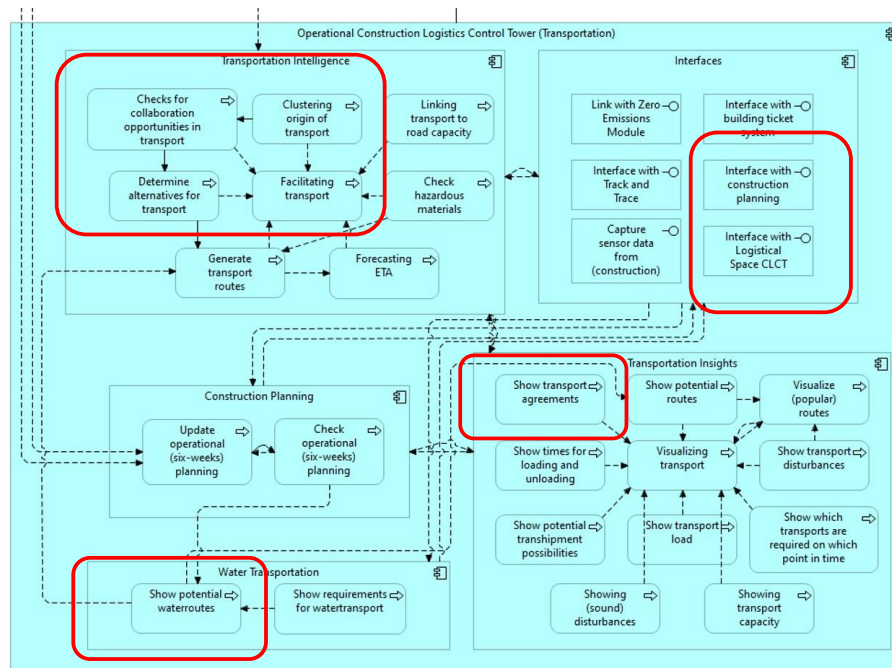 Operational Construction Logistics Control Tower (Transportation)
Transportation Intelligence
Checks for
collaboration
opportunities in
transport
Clustering
origin of
transport
Linking
transport to
road capacity
Determine
alternatives for
transport
Facilitating
transport
Check
hazardous
materials
Generate
transport
routes
Forecasting
ETA
Interfaces
Link with Zero
Emissions
Module
Interface with
building ticket
system
Interface with
Track and
Trace
Interface with
construction
planning
Capture
sensor data
from
(construction)
Interface with
Logistical
Space CLCT
Construction Planning
Update
operational
(six-weeks)
planning
Check
operational
(six-weeks)
planning
Transportation Insights
Show transport
agreements
Show potential
routes
Visualize
(popular)
routes
Show times for
loading and
unloading
Visualizing
transport
Show transport
disturbances
Show potential
transhipment
possibilities
Show transport
load
Show which
transports are
required on which
point in time
Showing
(sound)
disturbances
Showing
transport
capacity
Water Transportation
Show potential
waterroutes
Show requirements
for watertransport